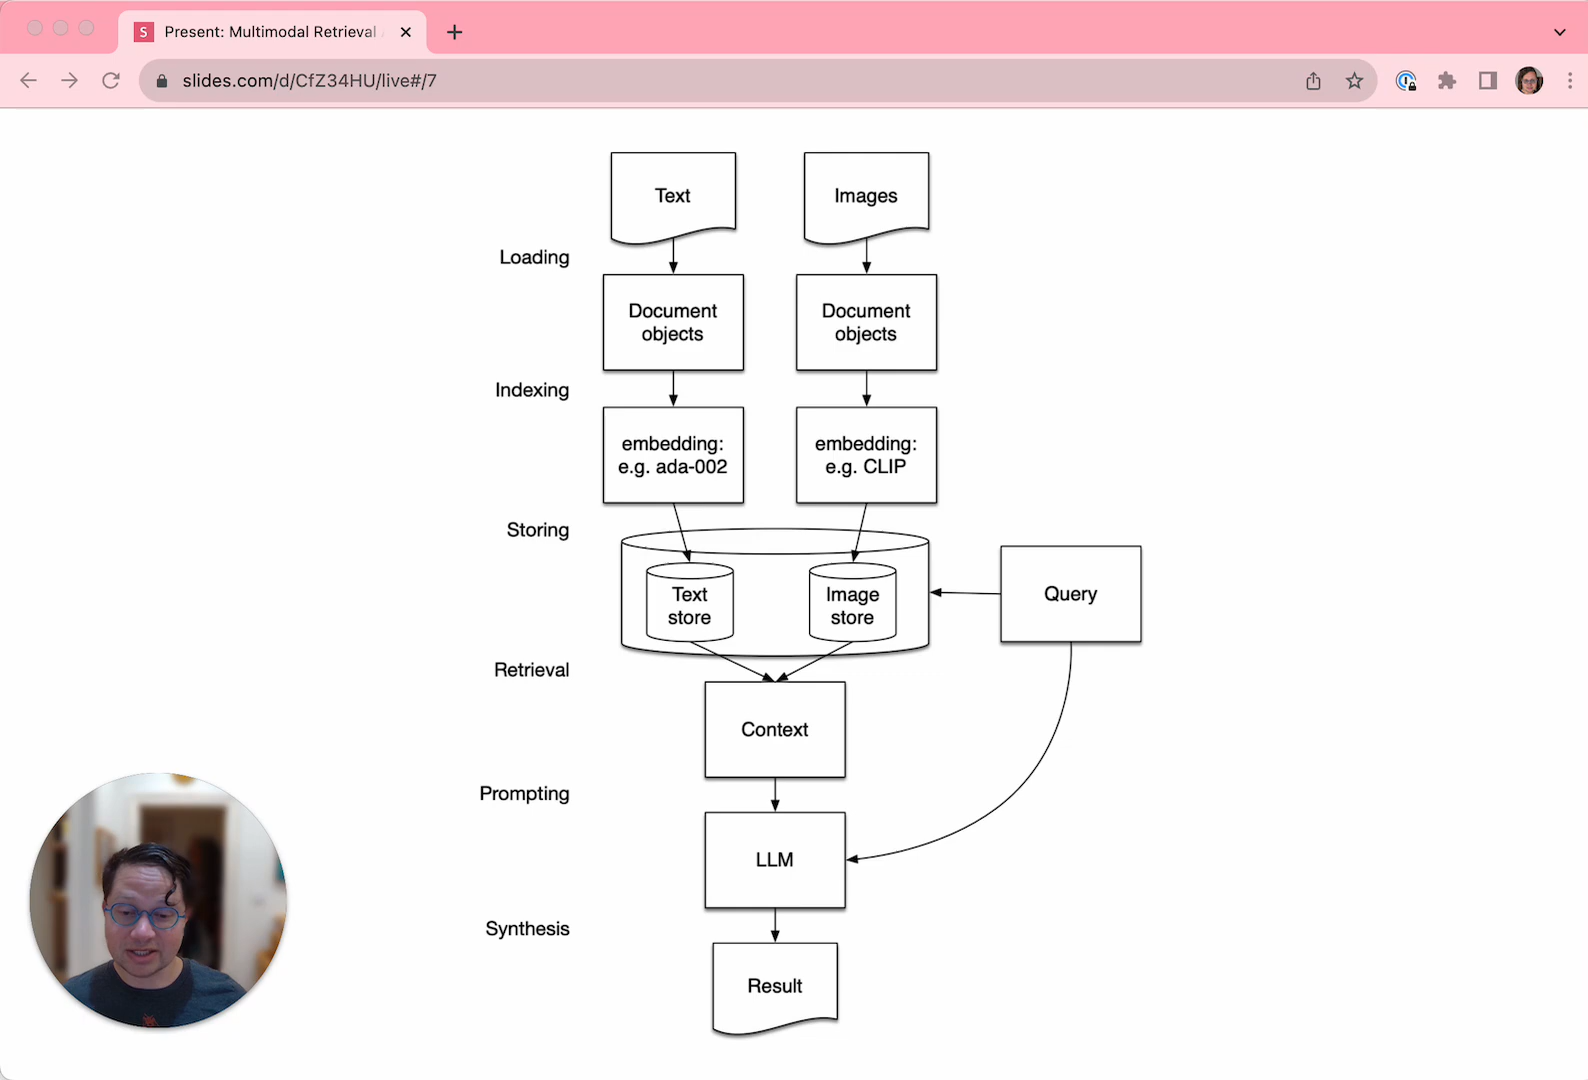 S Present: Multimodal Retrieval
slides.com/d/CfZ34HU/live#/7
Text
Images
Loading
Document
objects
Document
objects
Indexing
embedding:
e.g. ada-002
embedding:
e.g. CLIP
Storing
Text
store
Image
store
Query
Retrieval
Context
Prompting
LLM
Synthesis
Result